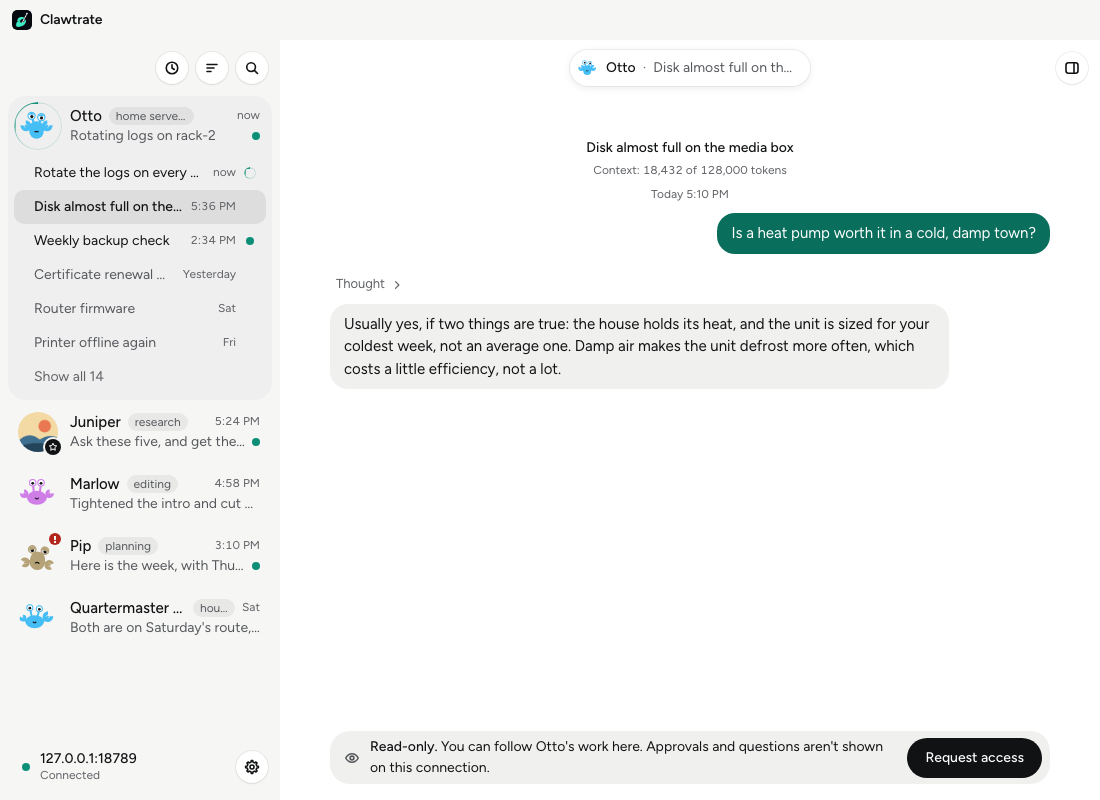 Clawtrate
Otto home serve… now
Rotating logs on rack-2
Rotate the logs on every … now
Disk almost full on the… 5:36 PM
Weekly backup check 2:34 PM
Certificate renewal … Yesterday
Router firmware Sat
Printer offline again Fri
Show all 14
Juniper research 5:24 PM
Ask these five, and get the…
Marlow editing 4:58 PM
Tightened the intro and cut …
Pip planning 3:10 PM
Here is the week, with Thu…
Quartermaster … hou… Sat
Both are on Saturday's route,…
127.0.0.1:18789
Connected
Otto · Disk almost full on th…
Disk almost full on the media box
Context: 18,432 of 128,000 tokens
Today 5:10 PM
Is a heat pump worth it in a cold, damp town?
Thought
Usually yes, if two things are true: the house holds its heat, and the unit is sized for your
coldest week, not an average one. Damp air makes the unit defrost more often, which
costs a little efficiency, not a lot.
Read-only. You can follow Otto's work here. Approvals and questions aren't shown
on this connection.
Request access